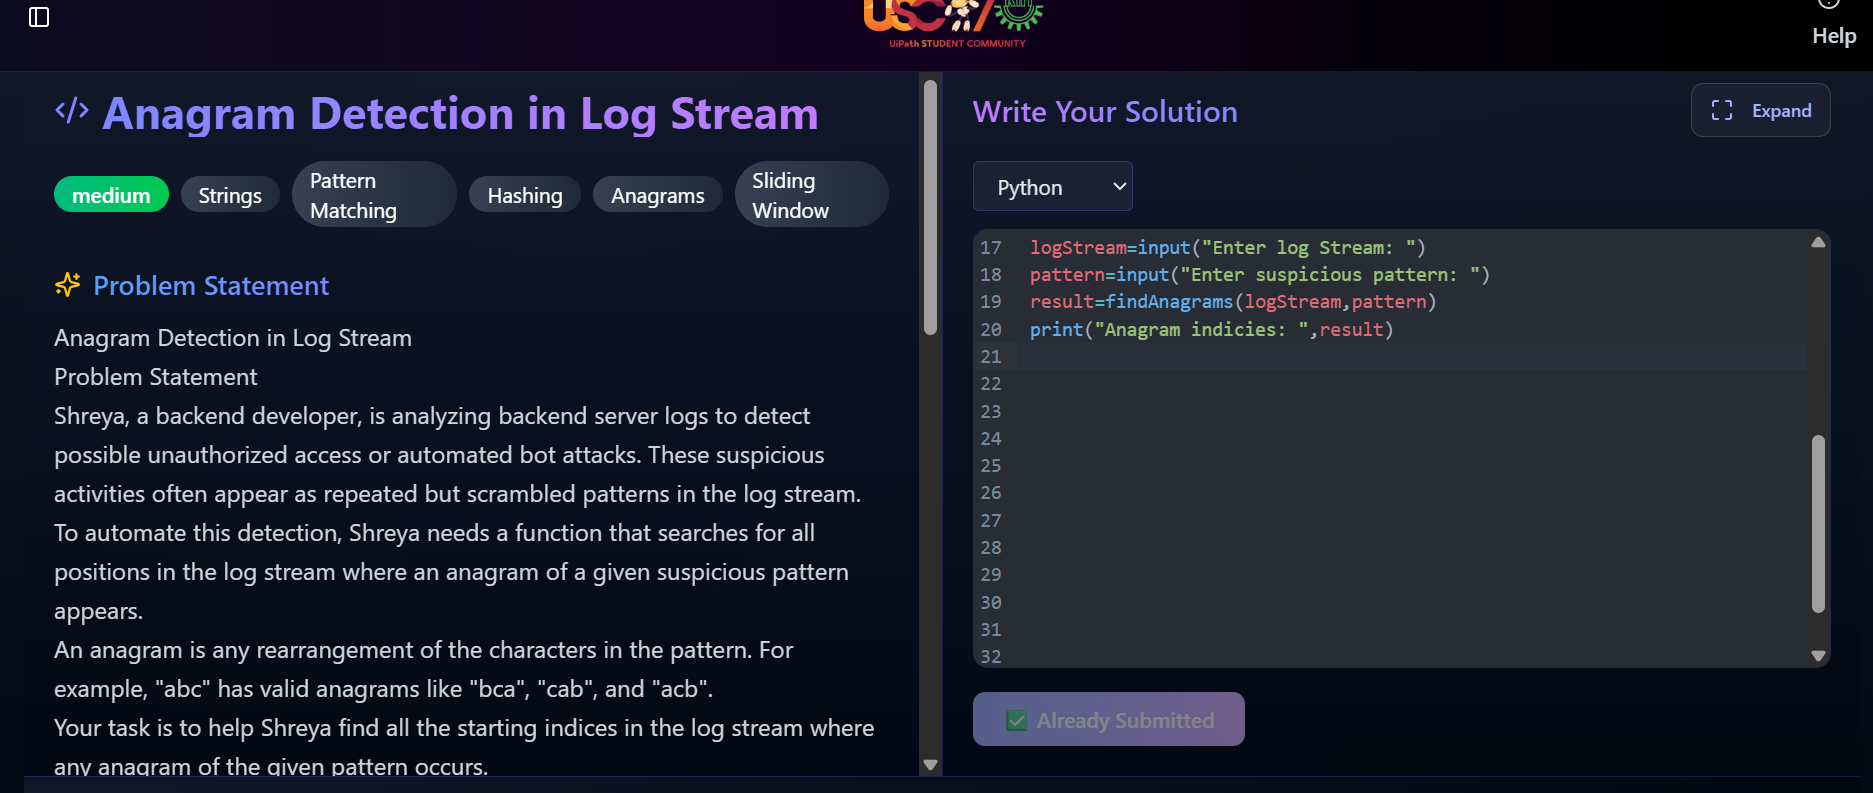 USC
KIIT
UiPath STUDENT COMMUNITY
Help
</> Anagram Detection in Log Stream
medium
Strings
Pattern
Matching
Hashing
Anagrams
Sliding
Window
Problem Statement
Anagram Detection in Log Stream
Problem Statement
Shreya, a backend developer, is analyzing backend server logs to detect
possible unauthorized access or automated bot attacks. These suspicious
activities often appear as repeated but scrambled patterns in the log stream.
To automate this detection, Shreya needs a function that searches for all
positions in the log stream where an anagram of a given suspicious pattern
appears.
An anagram is any rearrangement of the characters in the pattern. For
example, "abc" has valid anagrams like "bca", "cab", and "acb".
Your task is to help Shreya find all the starting indices in the log stream where
any anagram of the given pattern occurs.
Write Your Solution
Expand
Python
17 logStream=input("Enter log Stream: ")
18 pattern=input("Enter suspicious pattern: ")
19 result=findAnagrams(logStream,pattern)
20 print("Anagram indicies: ",result)
21
22
23
24
25
26
27
28
29
30
31
32
Already Submitted